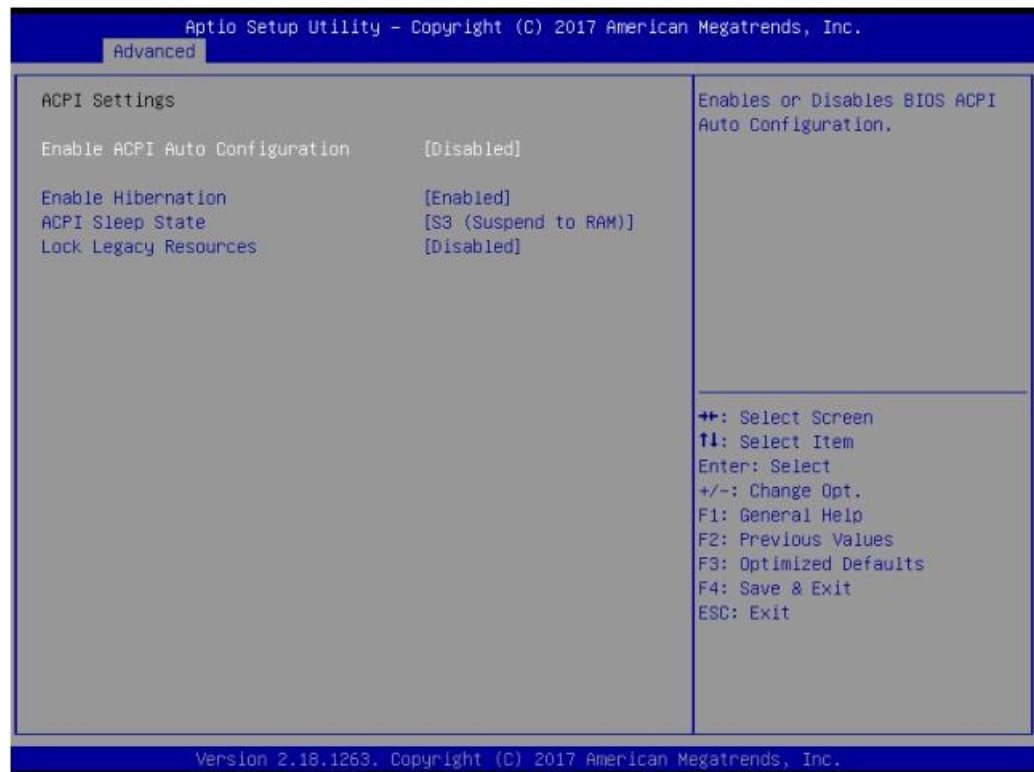 Aptio Setup Utility – Copyright (C) 2017 American Megatrends, Inc.
Advanced
ACPI Settings
Enable ACPI Auto Configuration [Disabled]
Enable Hibernation [Enabled]
ACPI Sleep State [S3 (Suspend to RAM)]
Lock Legacy Resources [Disabled]
Enables or Disables BIOS ACPI
Auto Configuration.
→←: Select Screen
↑↓: Select Item
Enter: Select
+/-: Change Opt.
F1: General Help
F2: Previous Values
F3: Optimized Defaults
F4: Save & Exit
ESC: Exit
Version 2.18.1263. Copyright (C) 2017 American Megatrends, Inc.